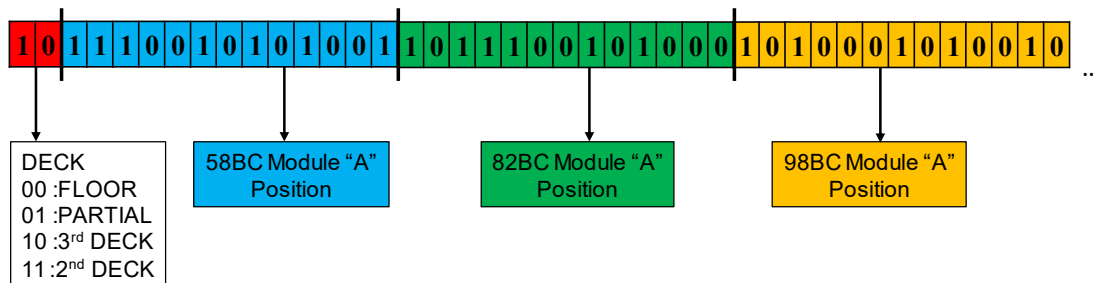 1 0 1 1 1 0 0 1 0 1 0 1 0 0 1 1 0 1 1 1 0 0 1 0 1 0 0 0 1 0 1 0 0 0 1 0 1 0 0 1 0 ..
DECK
00 :FLOOR
01 :PARTIAL
10 :3rd DECK
11 :2nd DECK
58BC Module “A”
Position
82BC Module “A”
Position
98BC Module “A”
Position